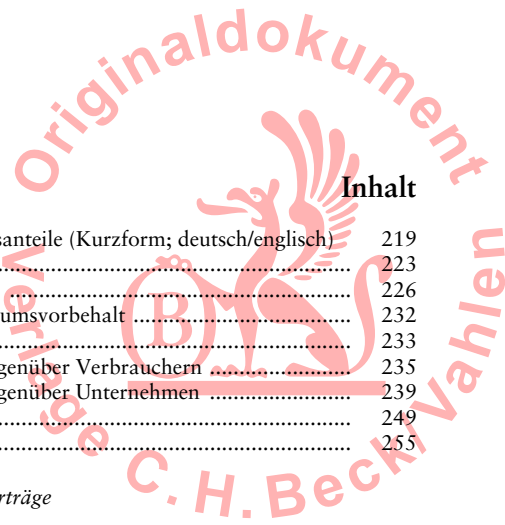 Originaldokument
Inhalt
santeile (Kurzform; deutsch/englisch) 219
........ 223
........ 226
umsvorbehalt ........ 232
........ 233
genüber Verbrauchern ........ 235
genüber Unternehmen ........ 239
........ 249
........ 255
rträge
B
Verlage C. H. Beck/Vahlen